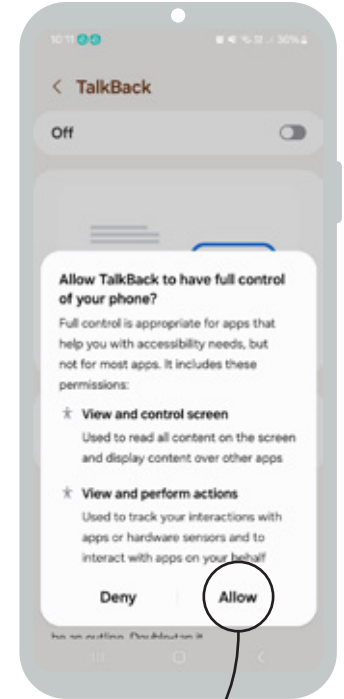 10:11
TalkBack
Off
Allow TalkBack to have full control
of your phone?
Full control is appropriate for apps that
help you with accessibility needs, but
not for most apps. It includes these
permissions:
View and control screen
Used to read all content on the screen
and display content over other apps
View and perform actions
Used to track your interactions with
apps or hardware sensors and to
interact with apps on your behalf
Deny
Allow